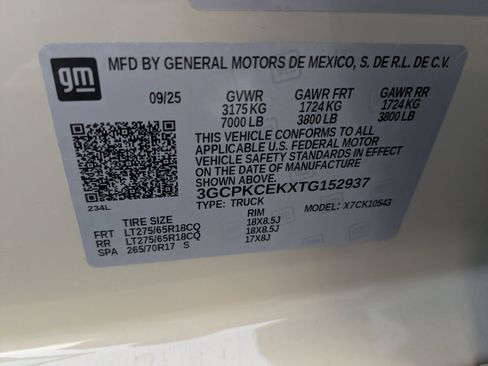 gm
MFD BY GENERAL MOTORS DE MEXICO, S. DE R.L. DE C.V.
09/25 GVWR GAWR FRT GAWR RR
3175 KG 1724 KG 1724 KG
7000 LB 3800 LB 3800 LB
THIS VEHICLE CONFORMS TO ALL
APPLICABLE U.S. FEDERAL MOTOR
VEHICLE SAFETY STANDARDS IN EFFECT
ON THE DATE OF MANUFACTURE
SHOWN ABOVE.
3GCPKCEKXTG152937
234L TYPE: TRUCK MODEL: X7CK10543
TIRE SIZE RIM
FRT LT275/65R18CQ 18X8.5J
RR LT275/65R18CQ 18X8.5J
SPA 265/70R17 S 17X8J